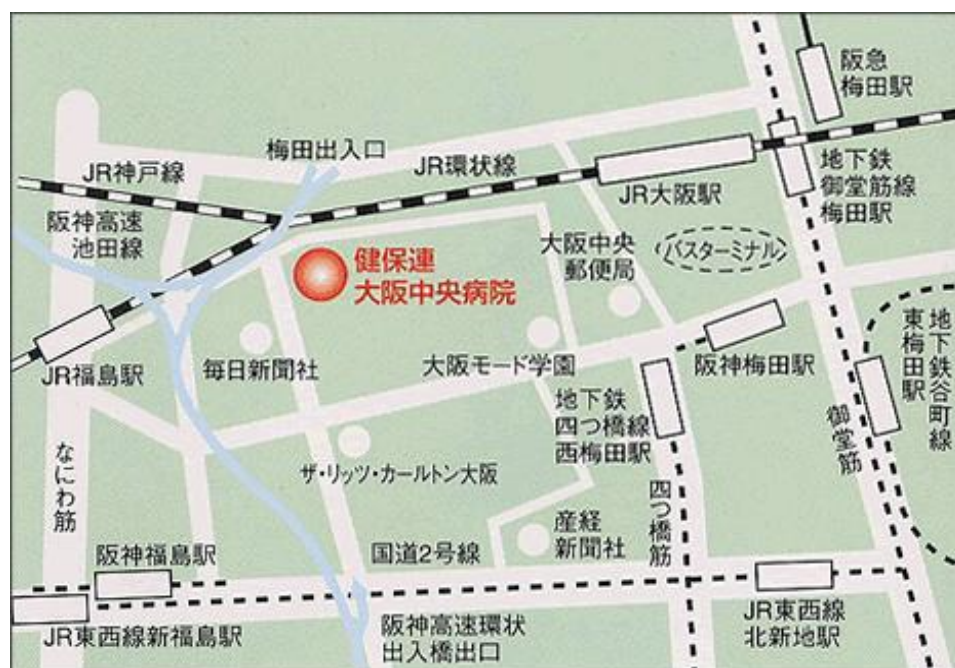 阪急
梅田駅
梅田出入口
JR神戸線
JR環状線
地下鉄
御堂筋線
梅田駅
JR大阪駅
阪神高速
池田線
健保連
大阪中央病院
大阪中央
郵便局
バスターミナル
JR福島駅
毎日新聞社
大阪モード学園
阪神梅田駅
地下鉄谷町線
東梅田駅
地下鉄
四つ橋線
西梅田駅
御堂筋
なにわ筋
ザ・リッツ・カールトン大阪
四つ橋筋
産経
新聞社
阪神福島駅
国道2号線
JR東西線新福島駅
阪神高速環状
出入橋出口
JR東西線
北新地駅